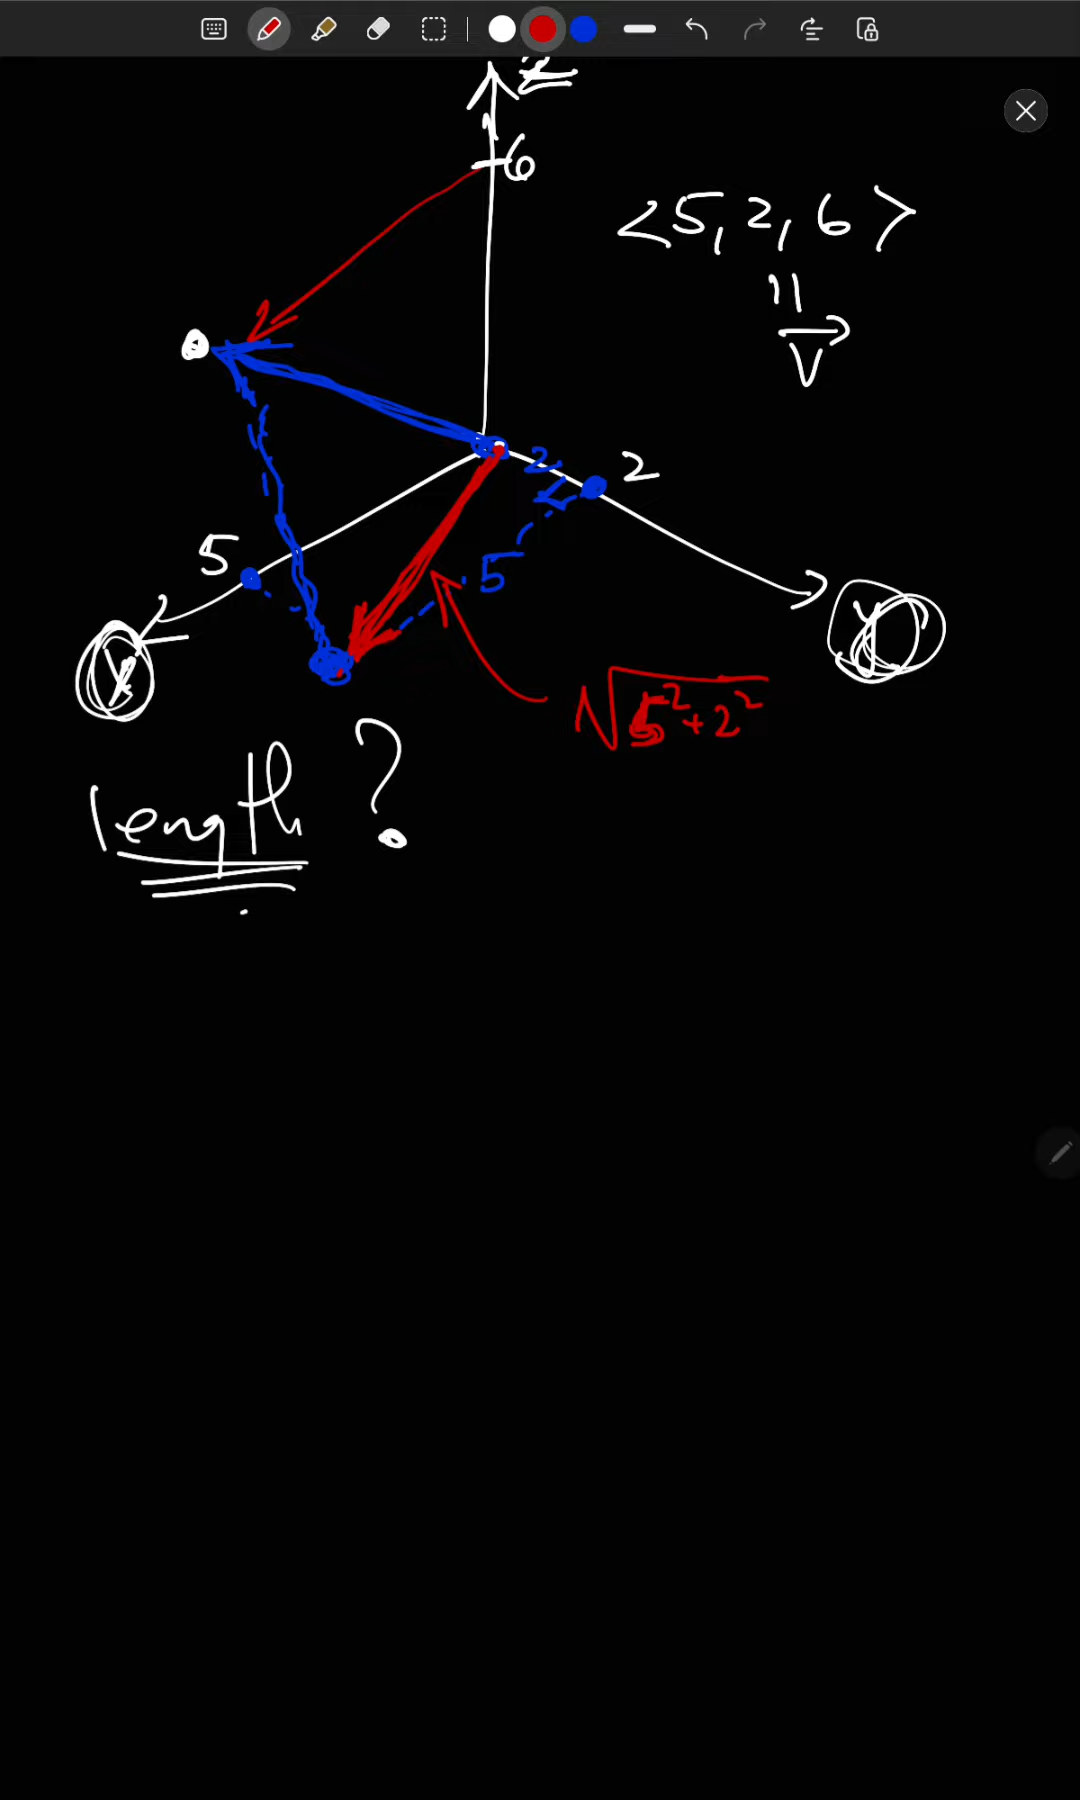 z
6
<5, 2, 6>
||
→
V
2
2
5
5
x
y
√5²+2²
length ?